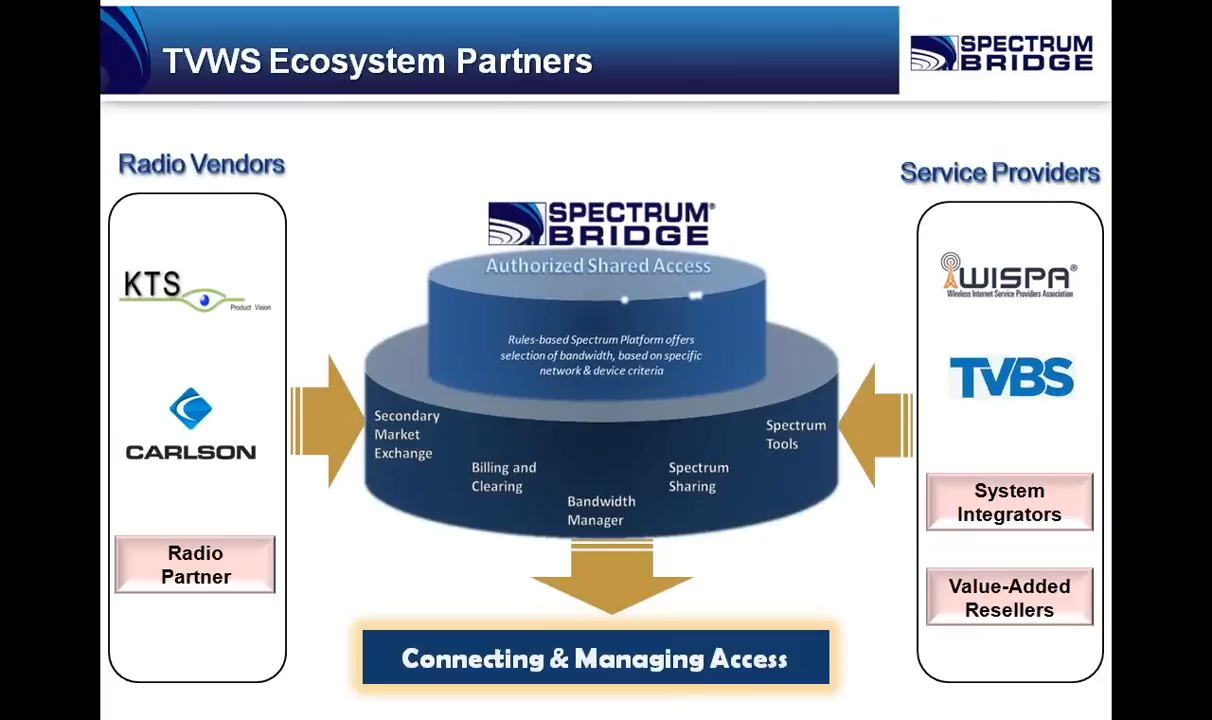 TVWS Ecosystem Partners
SPECTRUM
BRIDGE
Radio Vendors
KTS
Product Vision
CARLSON
Radio
Partner
SPECTRUM®
BRIDGE
Authorized Shared Access
Rules-based Spectrum Platform offers
selection of bandwidth, based on specific
network & device criteria
Secondary
Market
Exchange
Billing and
Clearing
Bandwidth
Manager
Spectrum
Sharing
Spectrum
Tools
Connecting & Managing Access
Service Providers
WISPA®
Wireless Internet Service Providers Association
TVBS
System
Integrators
Value-Added
Resellers